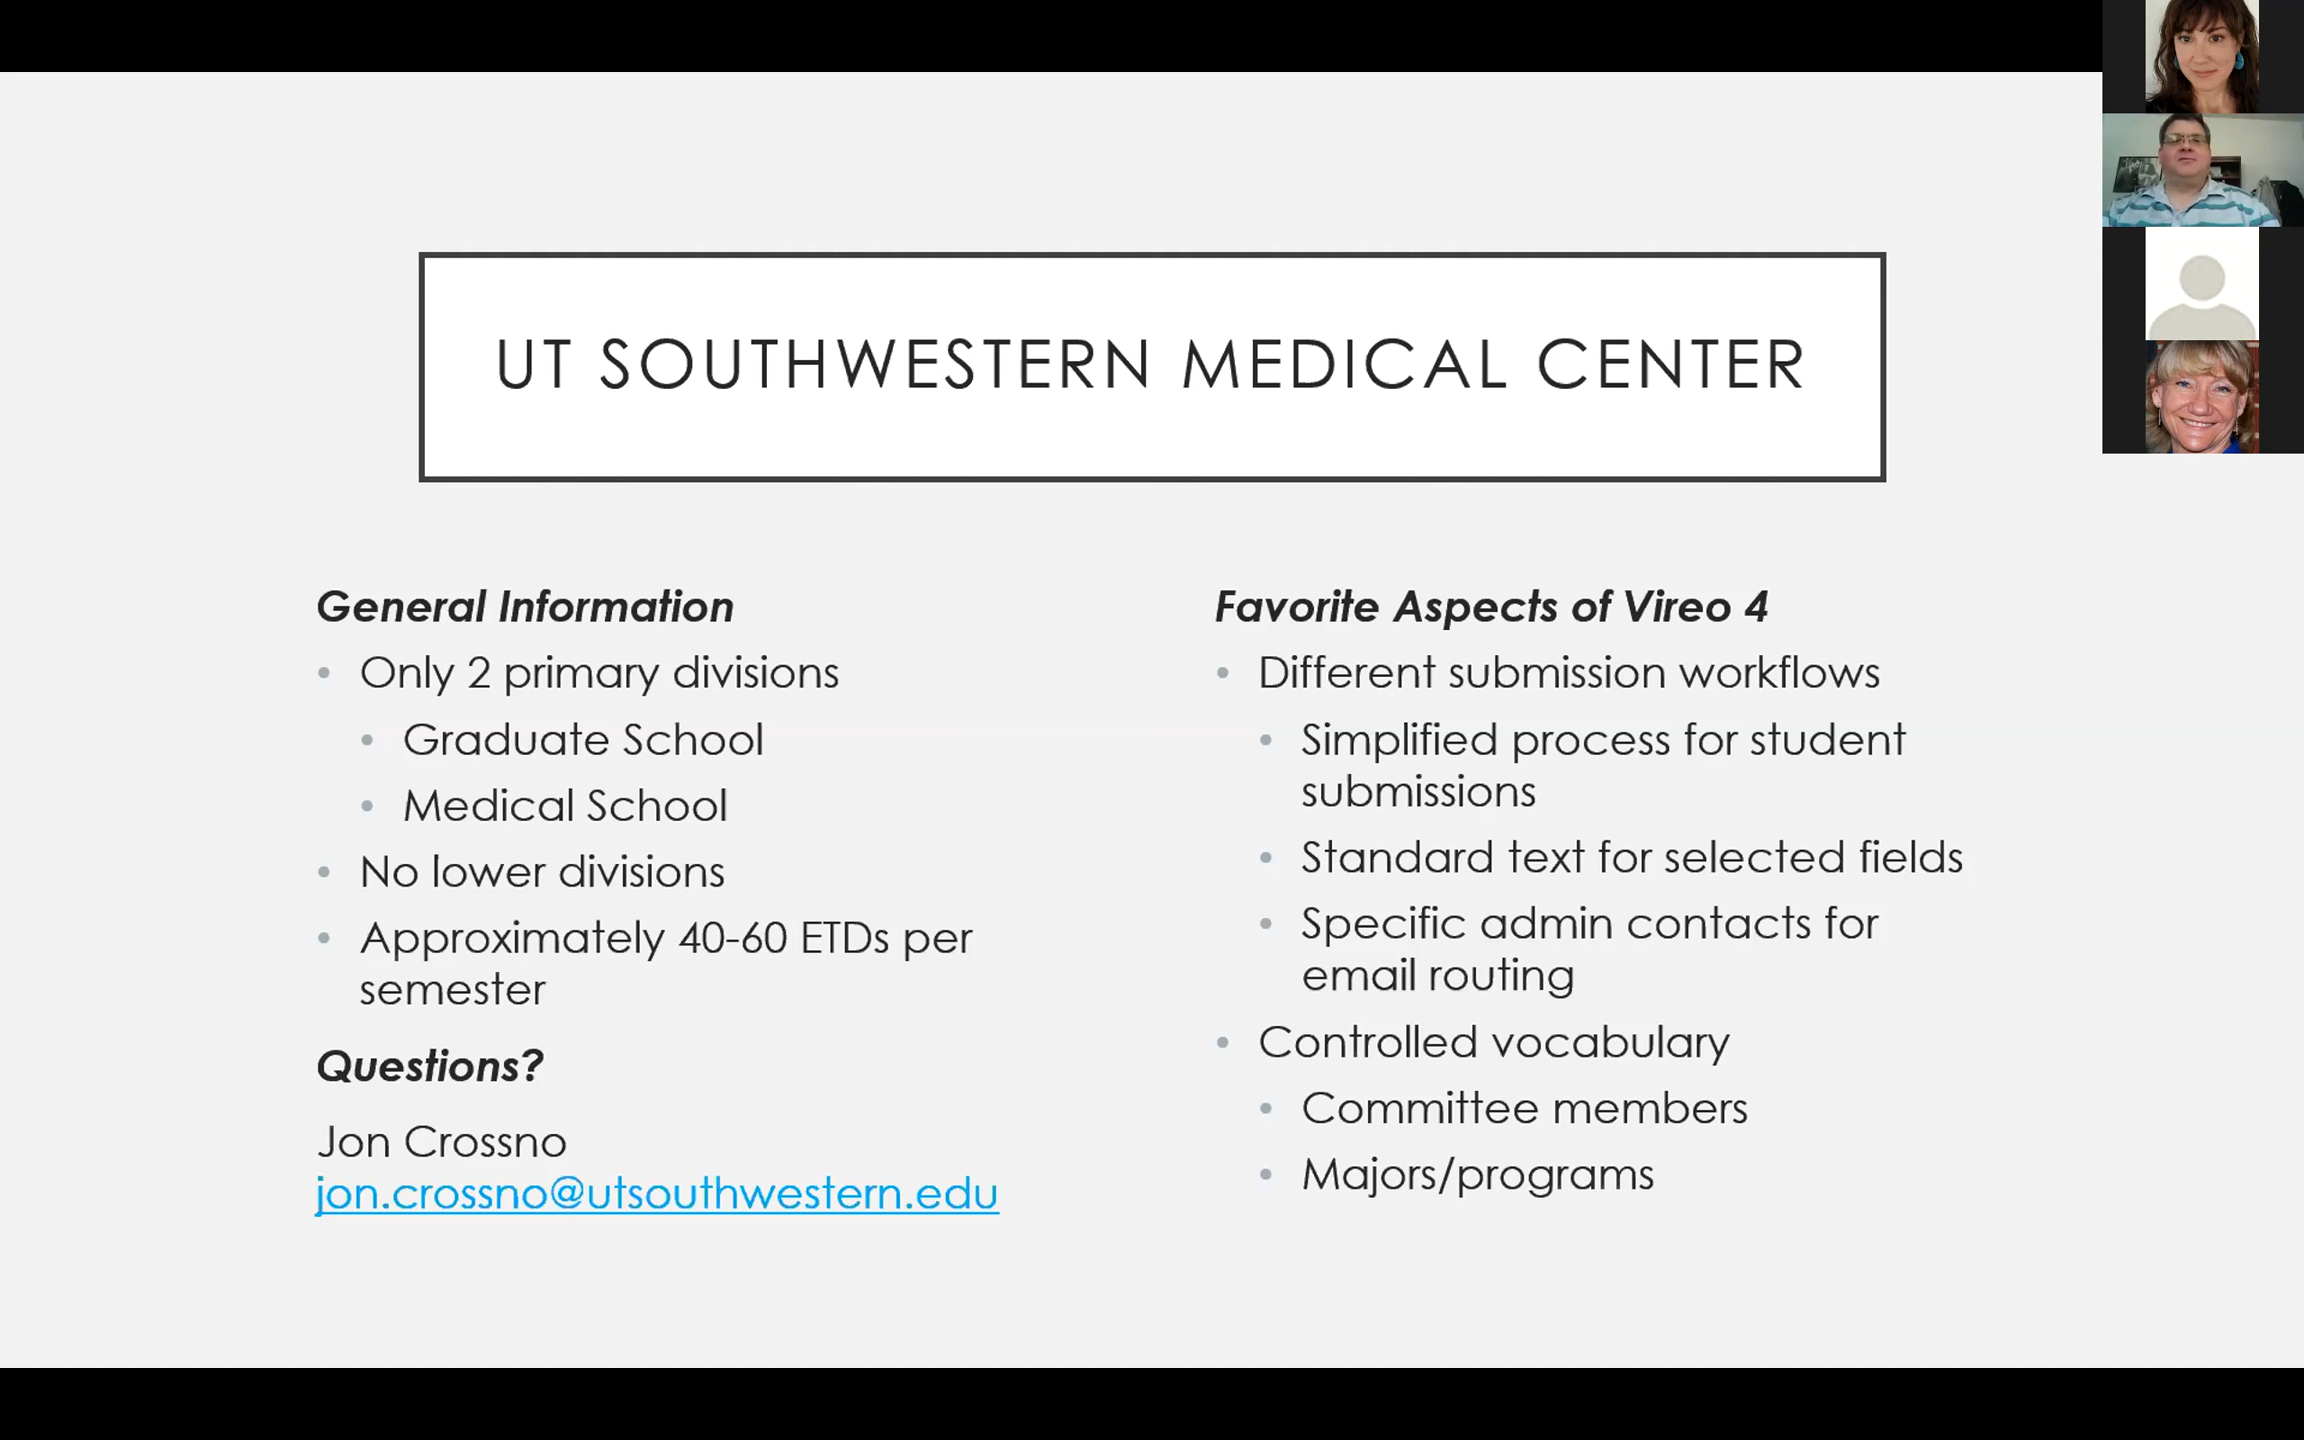 UT SOUTHWESTERN MEDICAL CENTER
General Information
• Only 2 primary divisions
• Graduate School
• Medical School
• No lower divisions
• Approximately 40-60 ETDs per
semester
Questions?
Jon Crossno
jon.crossno@utsouthwestern.edu
Favorite Aspects of Vireo 4
• Different submission workflows
• Simplified process for student
submissions
• Standard text for selected fields
• Specific admin contacts for
email routing
• Controlled vocabulary
• Committee members
• Majors/programs